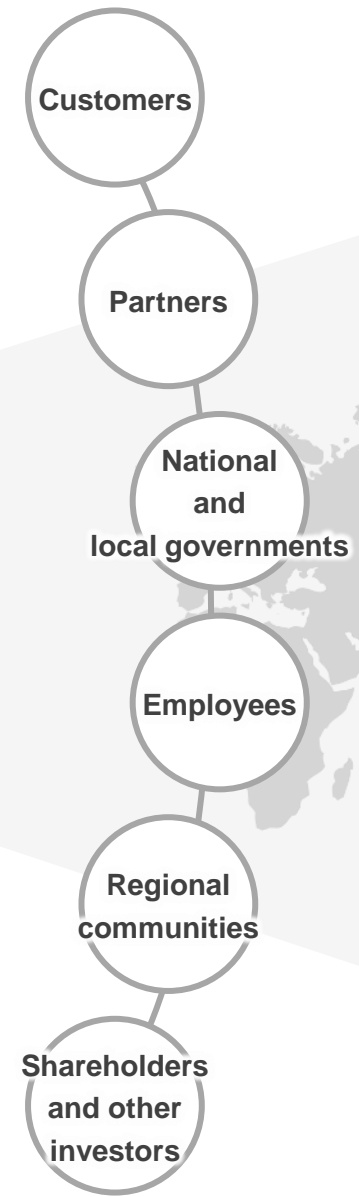 Customers
Partners
National
and
local governments
Employees
Regional
communities
Shareholders
and other
investors